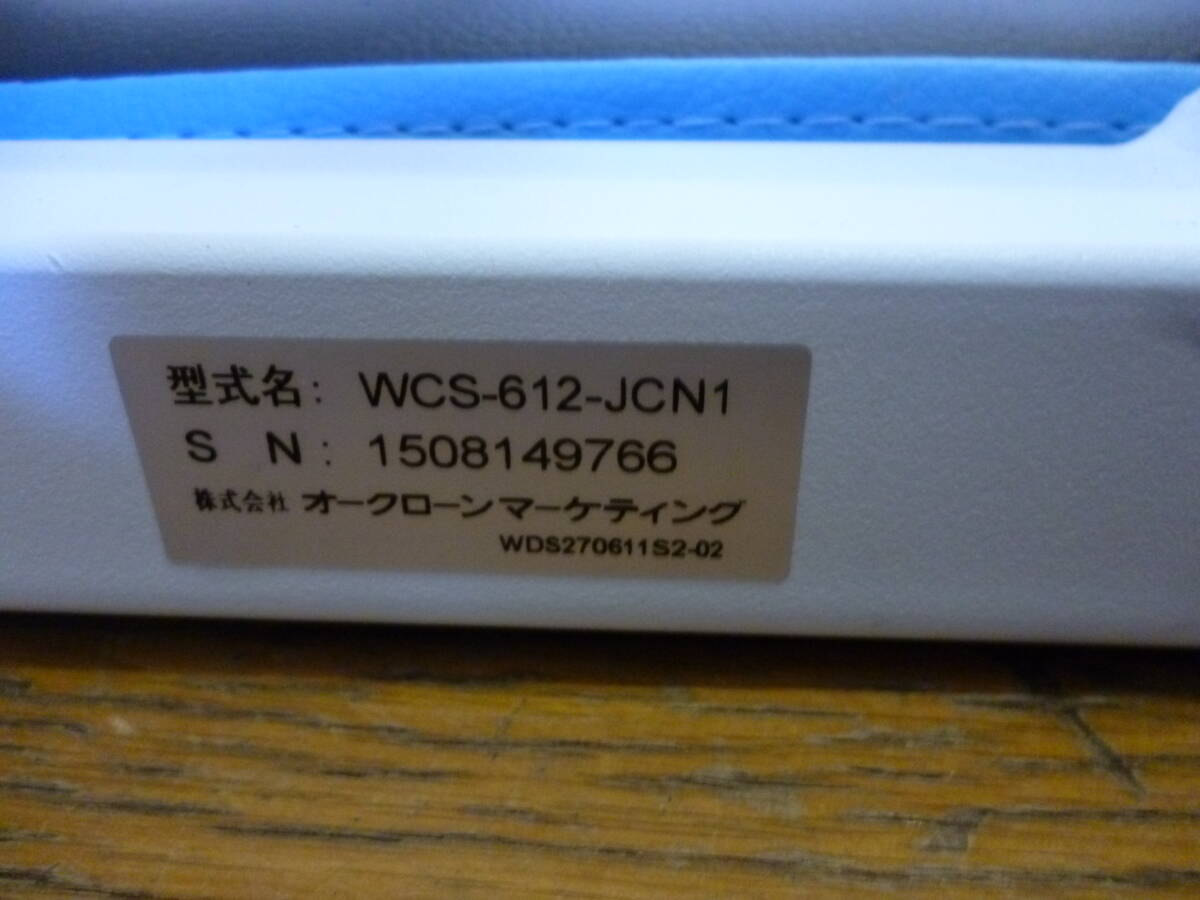 型式名: WCS-612-JCN1
S N: 1508149766
株式会社 オークローンマーケティング
WDS270611S2-02